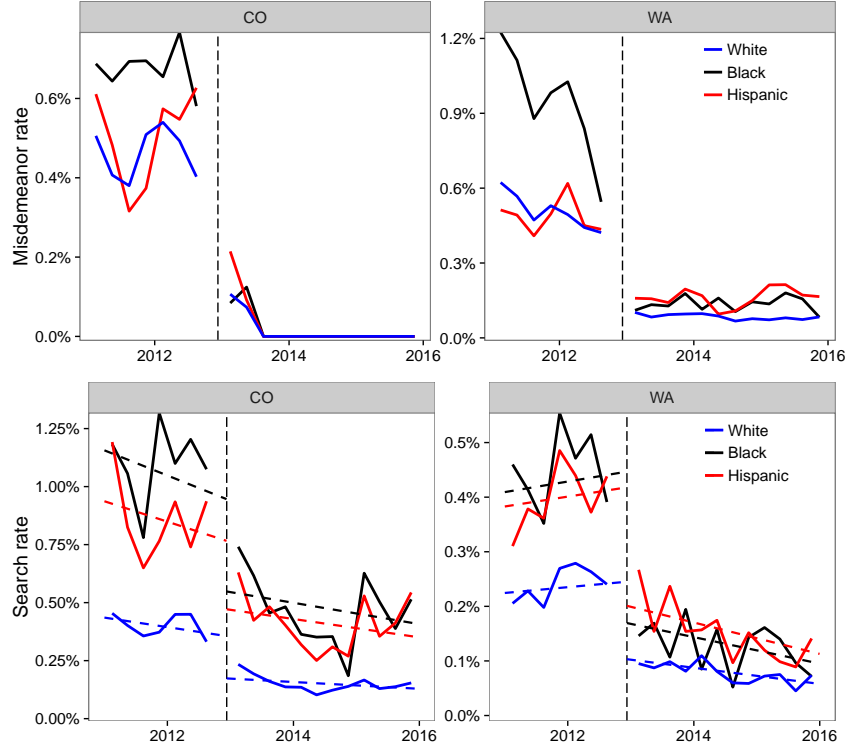 CO
WA
Misdemeanor rate
0.6%
0.4%
0.2%
0.0%
2012
2014
2016
1.2%
0.9%
0.6%
0.3%
0.0%
White
Black
Hispanic
2012
2014
2016
CO
WA
Search rate
1.25%
1.00%
0.75%
0.50%
0.25%
0.00%
2012
2014
2016
0.5%
0.4%
0.3%
0.2%
0.1%
0.0%
White
Black
Hispanic
2012
2014
2016